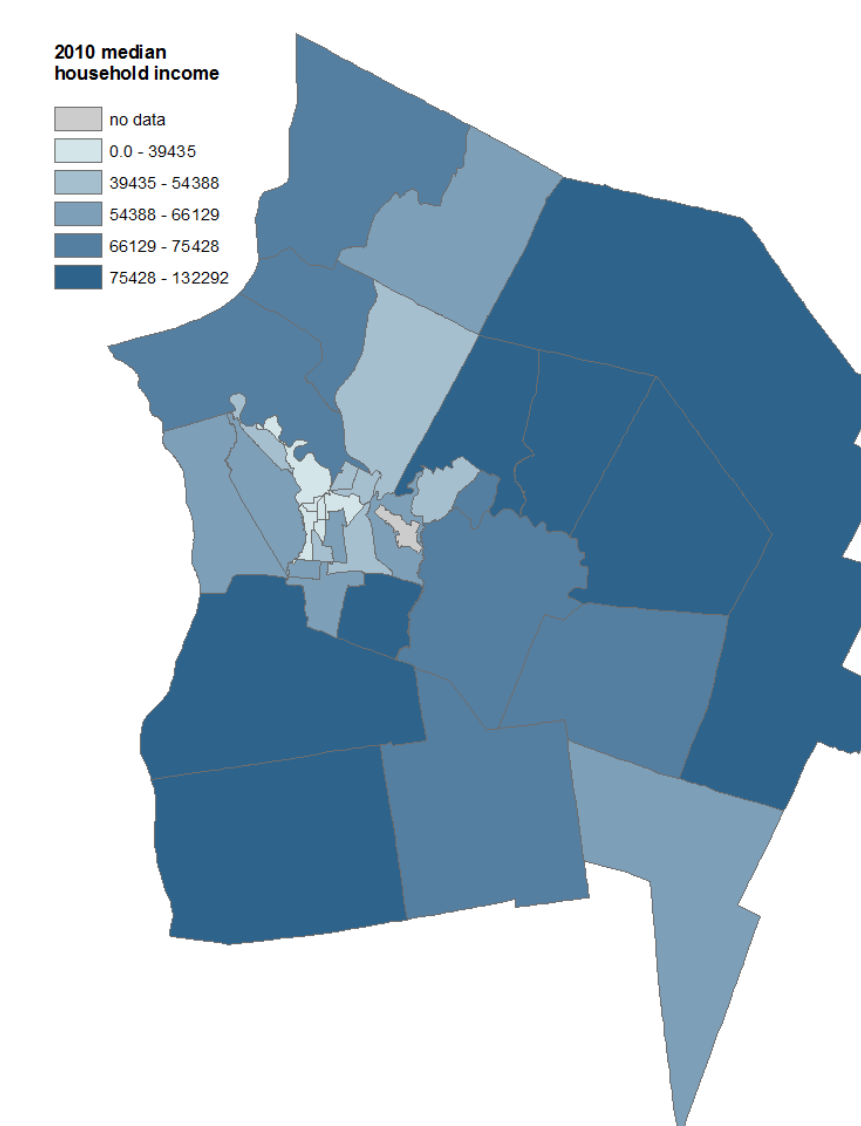 2010 median
household income
no data
0.0 - 39435
39435 - 54388
54388 - 66129
66129 - 75428
75428 - 132292